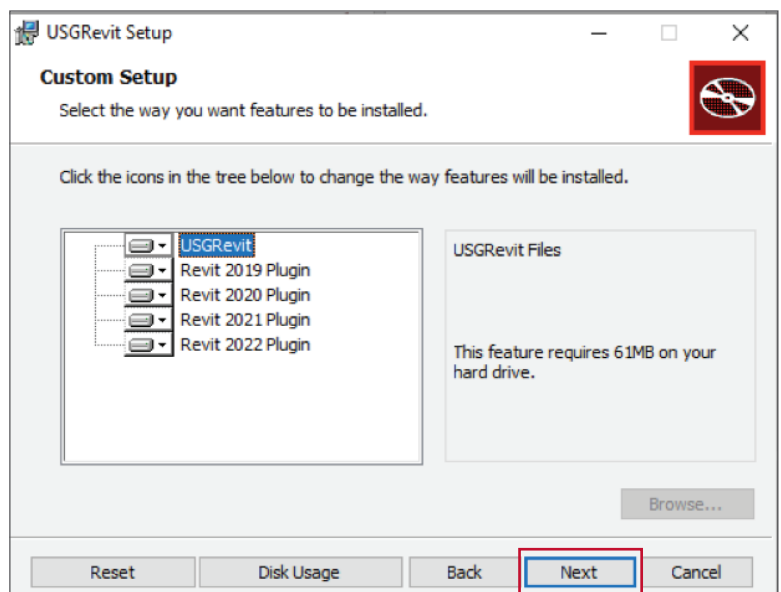 USGRevit Setup
Custom Setup
Select the way you want features to be installed.
Click the icons in the tree below to change the way features will be installed.
USGRevit
Revit 2019 Plugin
Revit 2020 Plugin
Revit 2021 Plugin
Revit 2022 Plugin
USGRevit Files
This feature requires 61MB on your
hard drive.
Browse...
Reset
Disk Usage
Back
Next
Cancel